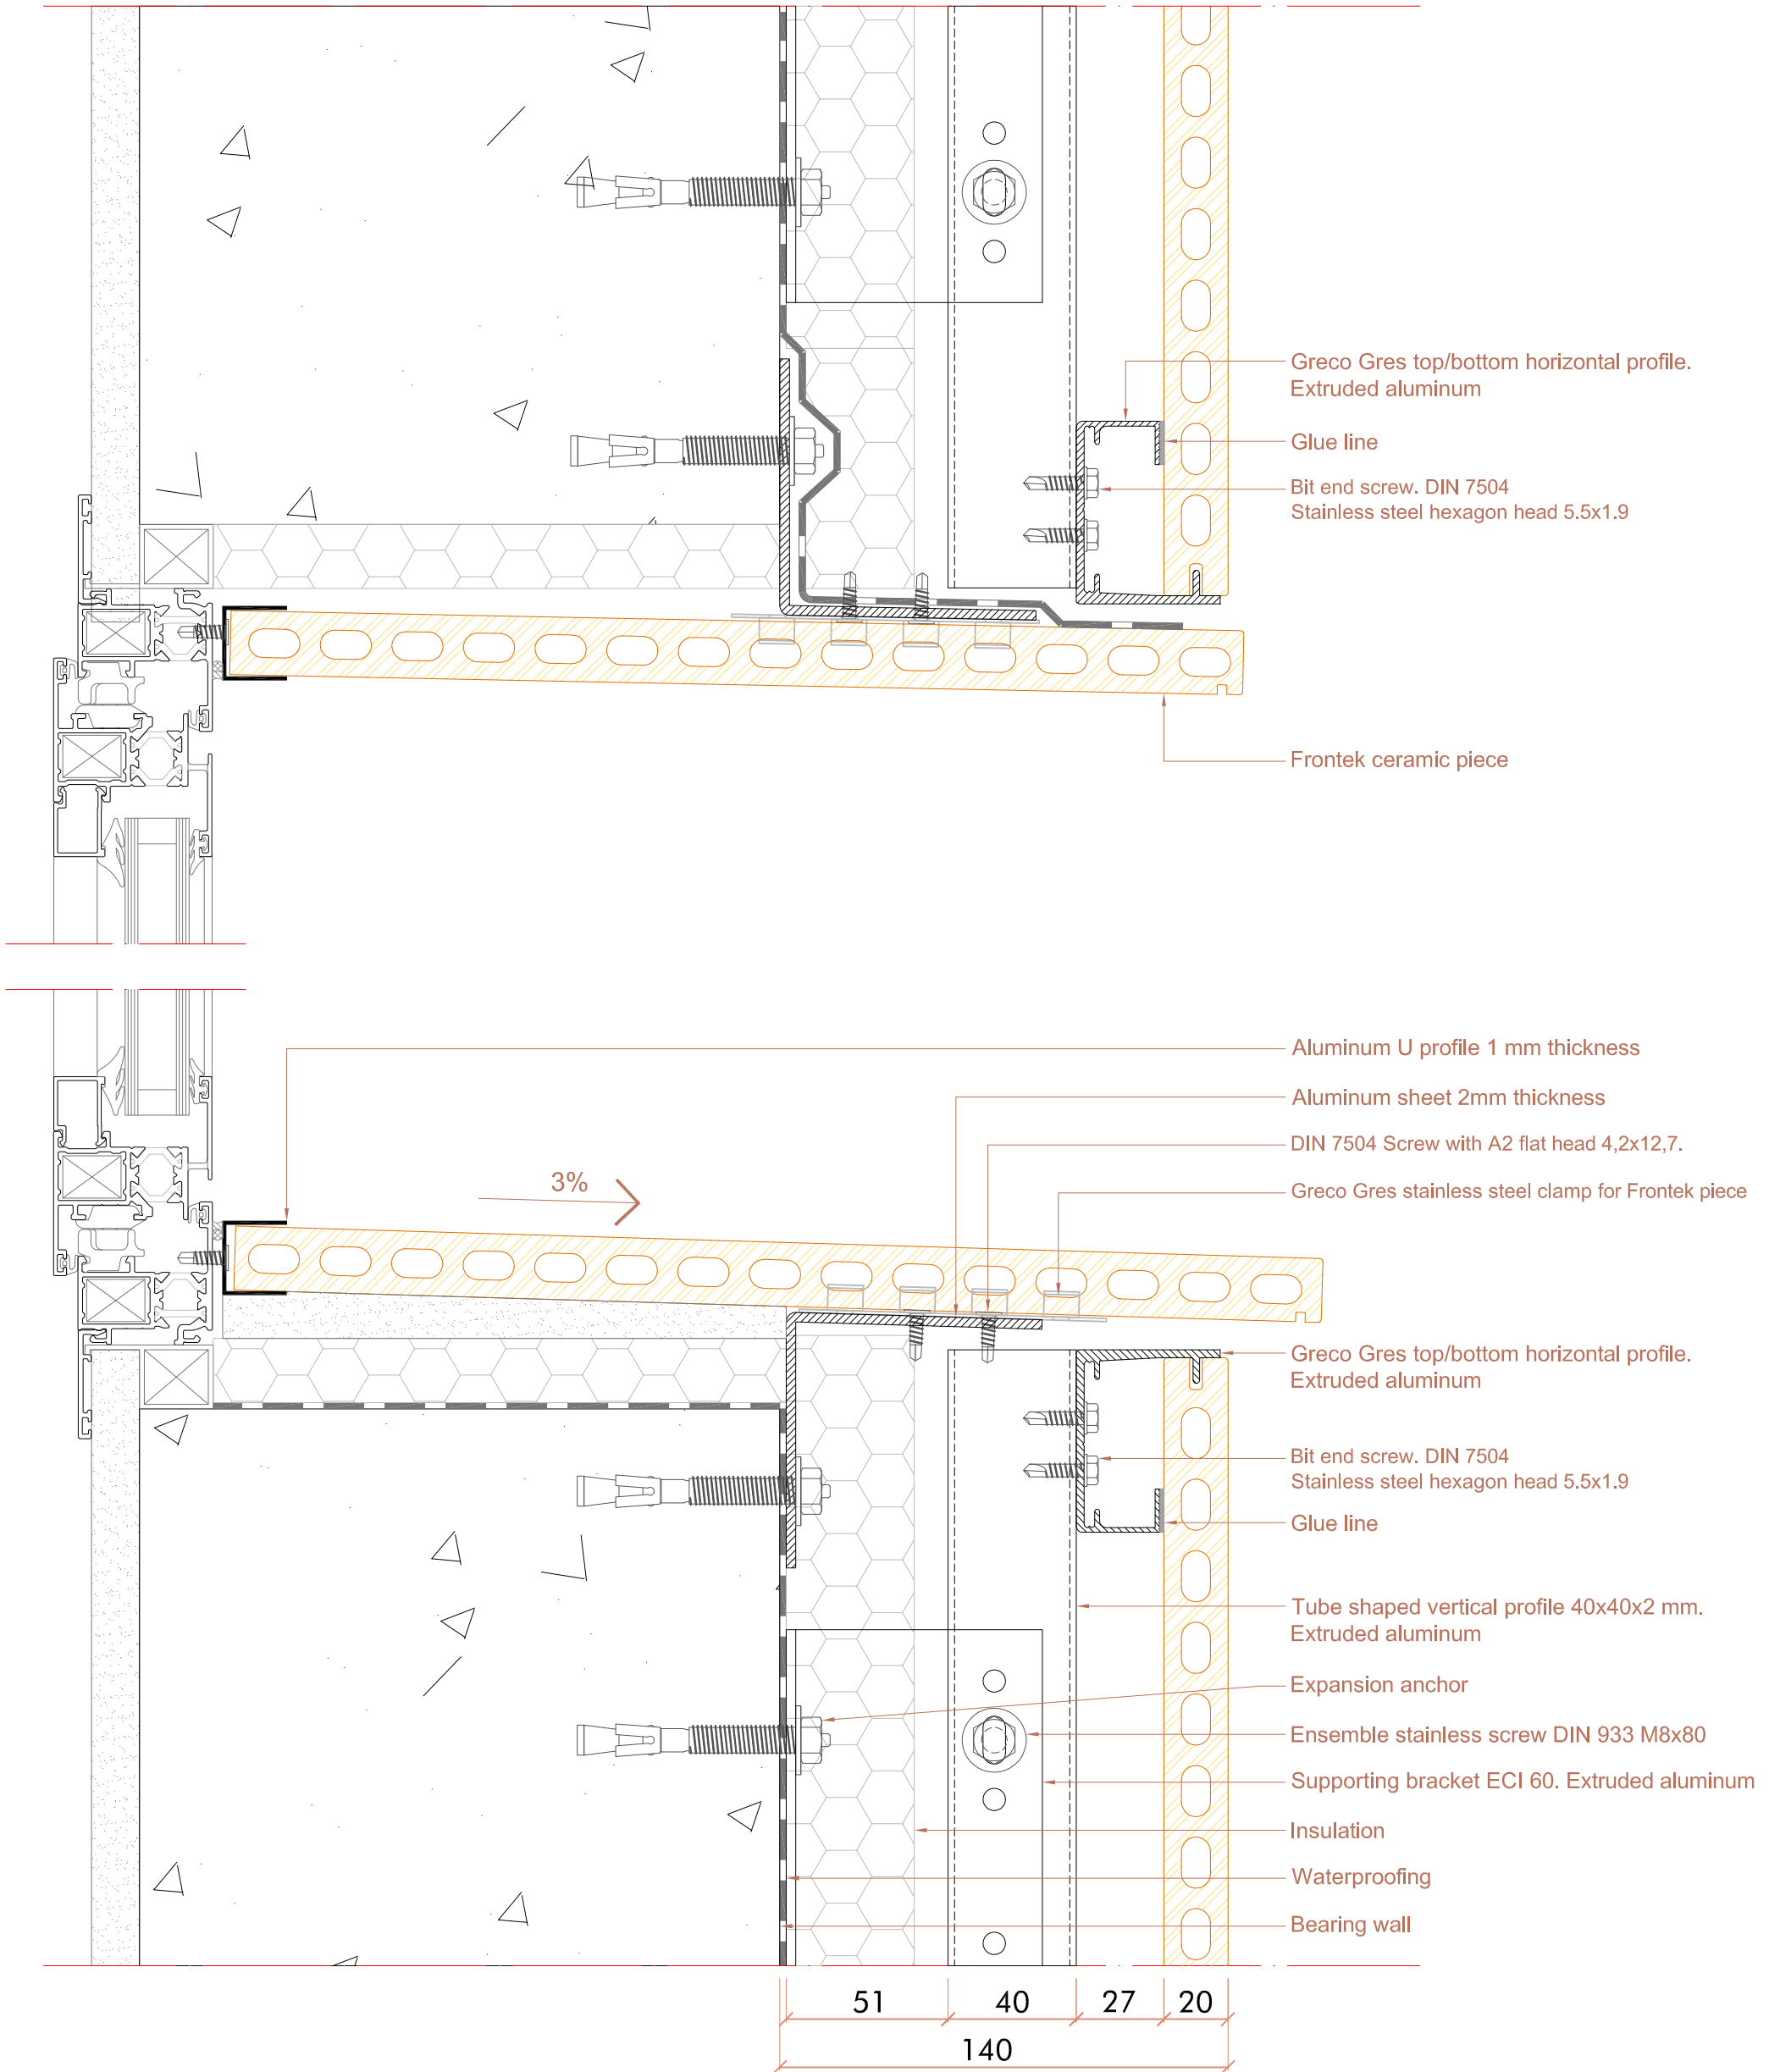 Greco Gres top/bottom horizontal profile.
Extruded aluminum
Glue line
Bit end screw. DIN 7504
Stainless steel hexagon head 5.5x1.9
Frontek ceramic piece
Aluminum U profile 1 mm thickness
Aluminum sheet 2mm thickness
DIN 7504 Screw with A2 flat head 4,2x12,7.
3%
Greco Gres stainless steel clamp for Frontek piece
Greco Gres top/bottom horizontal profile.
Extruded aluminum
Bit end screw. DIN 7504
Stainless steel hexagon head 5.5x1.9
Glue line
Tube shaped vertical profile 40x40x2 mm.
Extruded aluminum
Expansion anchor
Ensemble stainless screw DIN 933 M8x80
Supporting bracket ECI 60. Extruded aluminum
Insulation
Waterproofing
Bearing wall
51 40 27 20
140